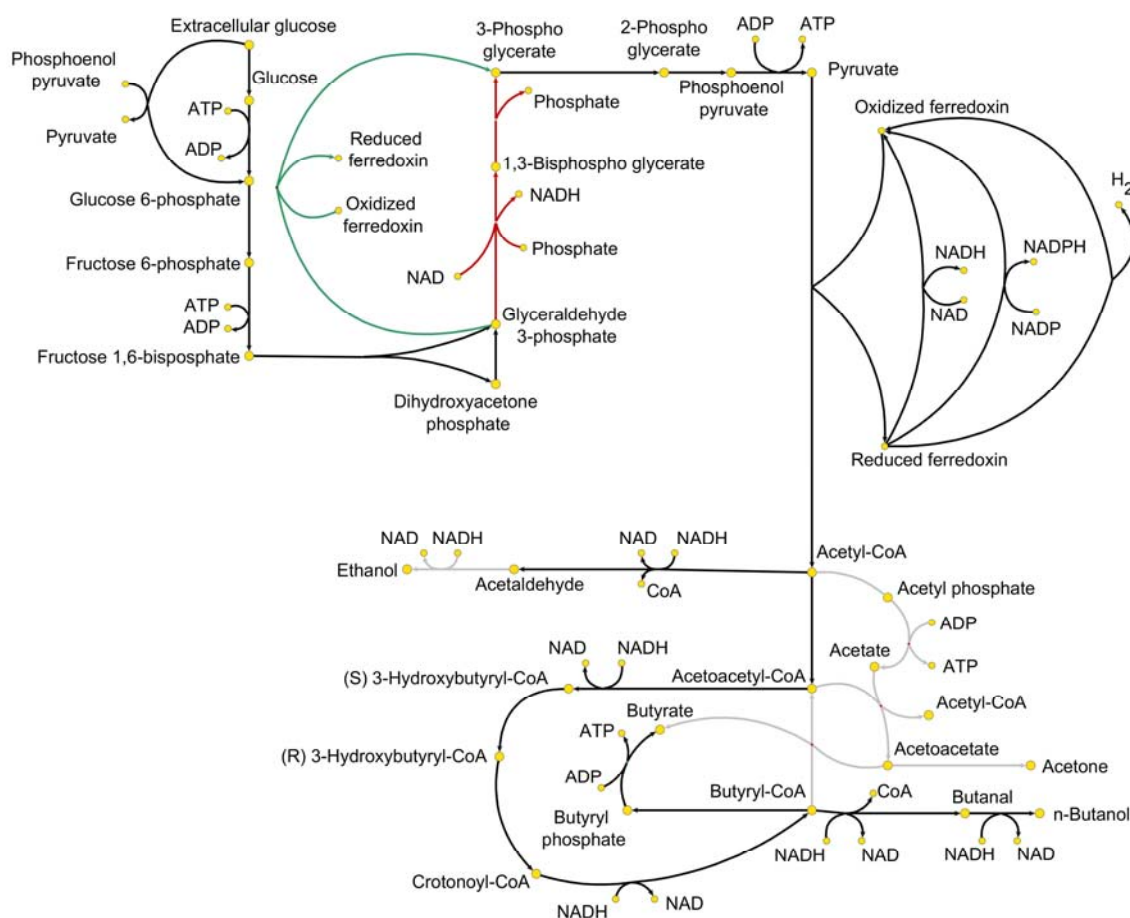 Extracellular glucose
Phosphoenol
pyruvate
Glucose
ATP
Pyruvate
ADP
Glucose 6-phosphate
Fructose 6-phosphate
ATP
ADP
Fructose 1,6-bisposphate
Reduced
ferredoxin
Oxidized
ferredoxin
3-Phospho
glycerate
Phosphate
1,3-Bisphospho glycerate
NADH
Phosphate
NAD
Glyceraldehyde
3-phosphate
Dihydroxyacetone
phosphate
2-Phospho
glycerate
Phosphoenol
pyruvate
ADP
ATP
Pyruvate
Oxidized ferredoxin
H2
NADH
NAD
NADPH
NADP
Reduced ferredoxin
NAD
NADH
Ethanol
Acetaldehyde
NAD
NADH
CoA
Acetyl-CoA
Acetyl phosphate
ADP
ATP
Acetate
Acetyl-CoA
NAD
NADH
(S) 3-Hydroxybutyryl-CoA
Acetoacetyl-CoA
(R) 3-Hydroxybutyryl-CoA
ATP
Butyrate
ADP
Acetoacetate
Acetone
Butyryl
phosphate
Butyryl-CoA
CoA
Butanal
n-Butanol
NADH
NAD
NADH
NAD
Crotonoyl-CoA
NADH
NAD